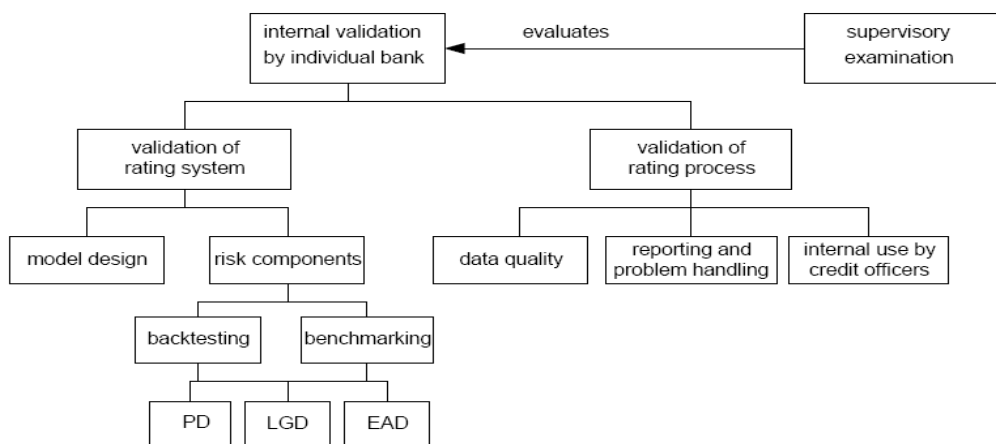 internal validation
by individual bank
evaluates
supervisory
examination
validation of
rating system
validation of
rating process
model design
risk components
data quality
reporting and
problem handling
internal use by
credit officers
backtesting
benchmarking
PD
LGD
EAD